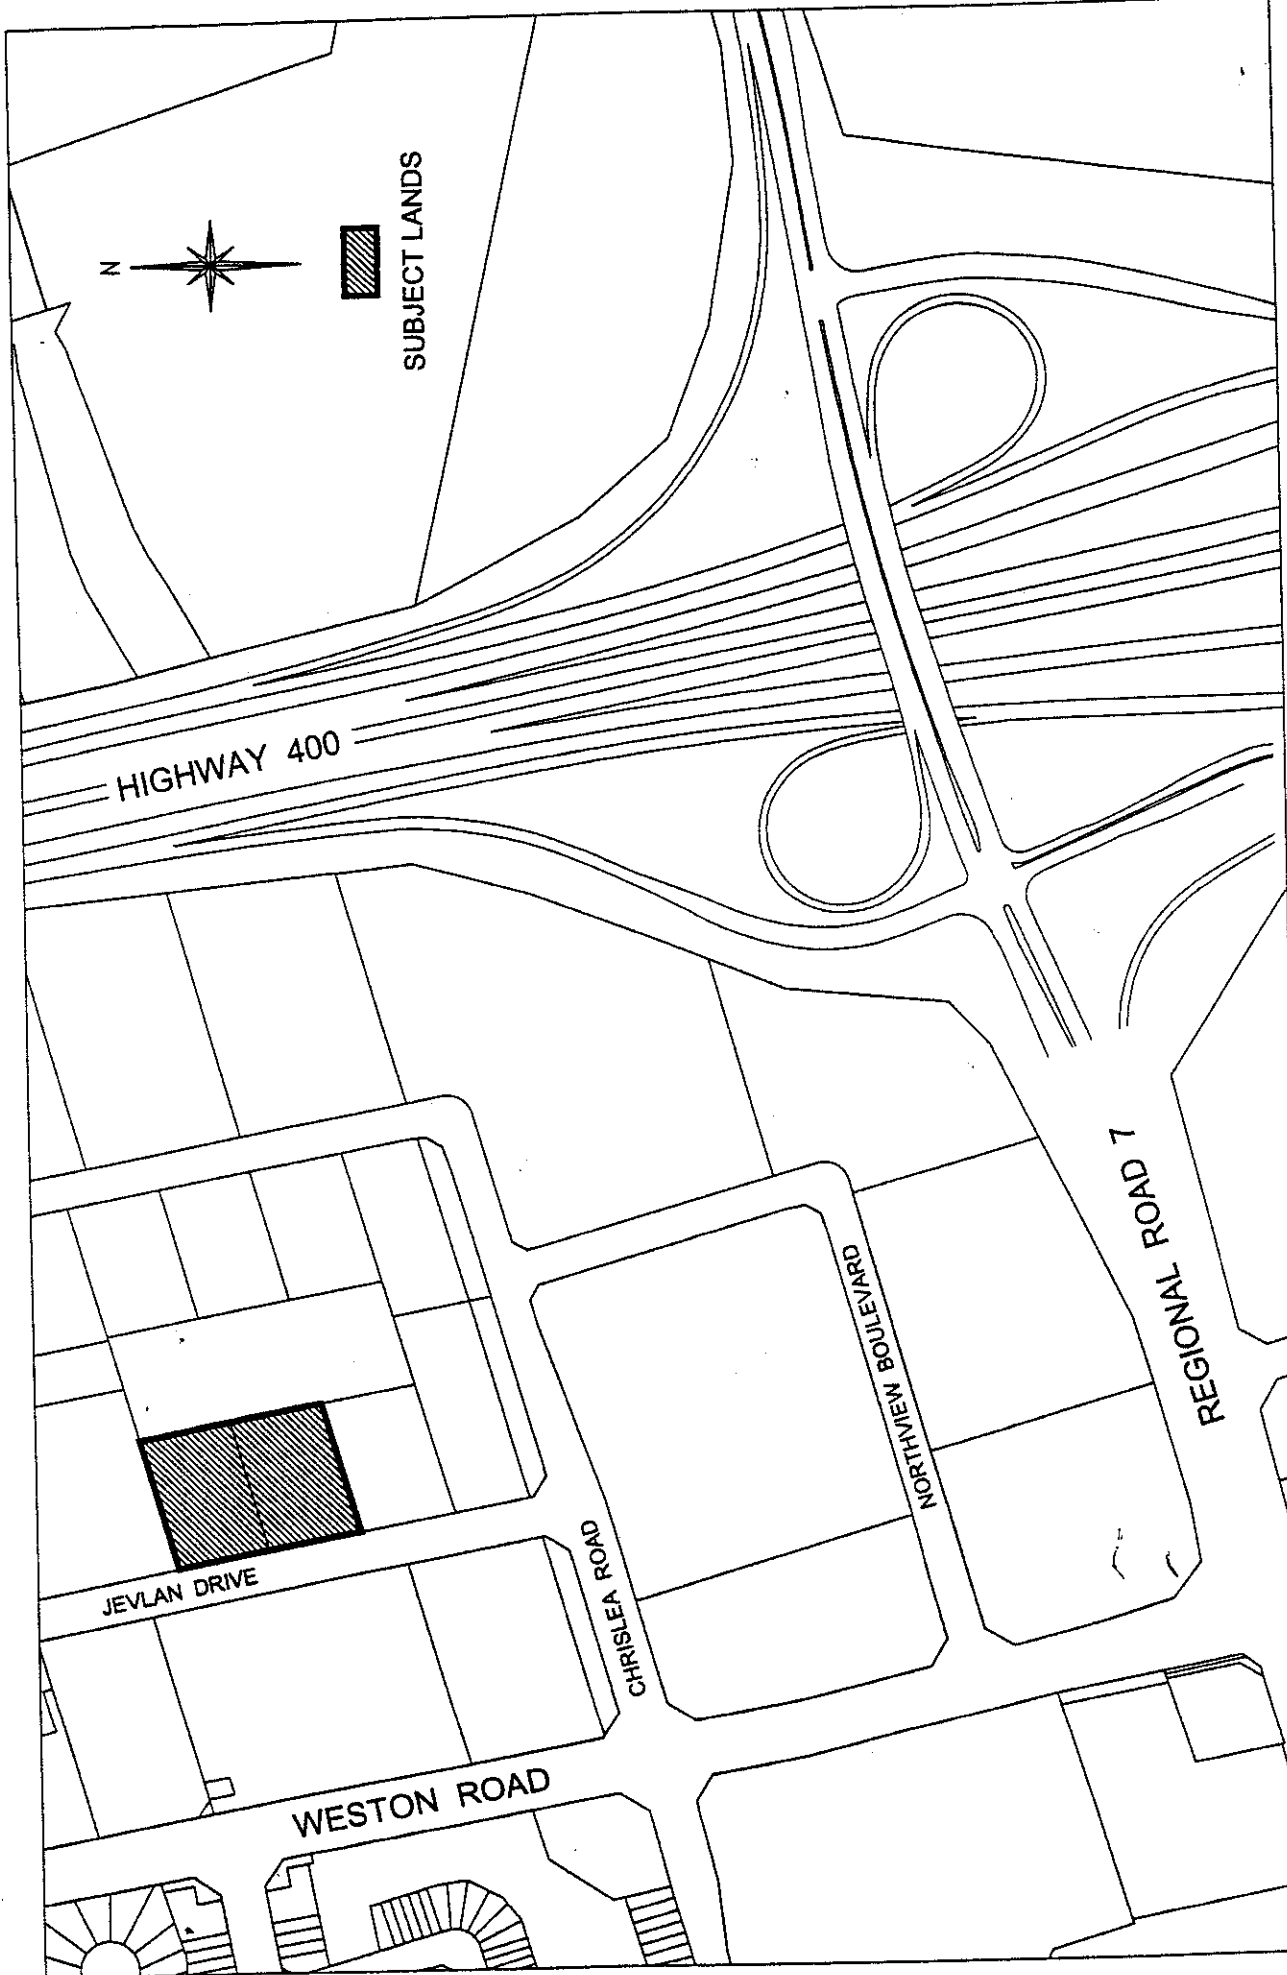 N
SUBJECT LANDS
HIGHWAY 400
JEVLAN DRIVE
CHRISLEA ROAD
NORTHVIEW BOULEVARD
REGIONAL ROAD 7
WESTON ROAD